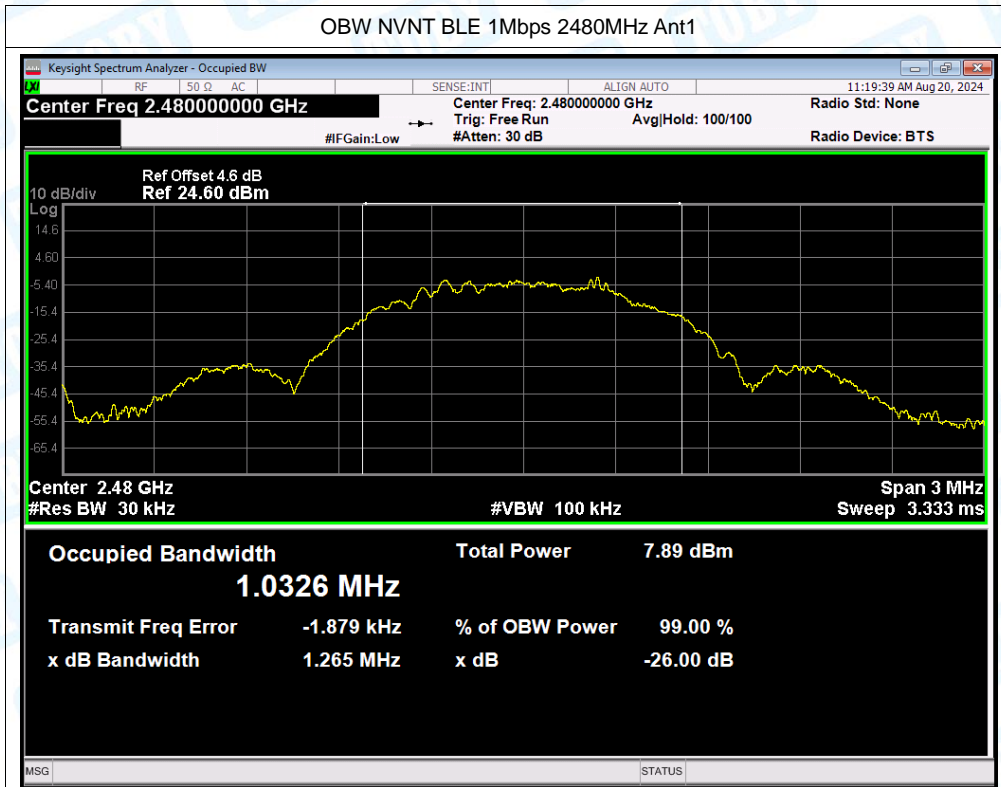 OBW NVNT BLE 1Mbps 2480MHz Ant1
Keysight Spectrum Analyzer - Occupied BW
LXI RF 50 Ω AC SENSE:INT ALIGN AUTO 11:19:39 AM Aug 20, 2024
Center Freq 2.480000000 GHz Center Freq: 2.480000000 GHz Radio Std: None
Trig: Free Run Avg|Hold: 100/100
#IFGain:Low #Atten: 30 dB Radio Device: BTS
Ref Offset 4.6 dB
10 dB/div Ref 24.60 dBm
Log
14.6
4.60
-5.40
-15.4
-25.4
-35.4
-45.4
-55.4
-65.4
Center 2.48 GHz Span 3 MHz
#Res BW 30 kHz #VBW 100 kHz Sweep 3.333 ms
Occupied Bandwidth Total Power 7.89 dBm
1.0326 MHz
Transmit Freq Error -1.879 kHz % of OBW Power 99.00 %
x dB Bandwidth 1.265 MHz x dB -26.00 dB
MSG STATUS